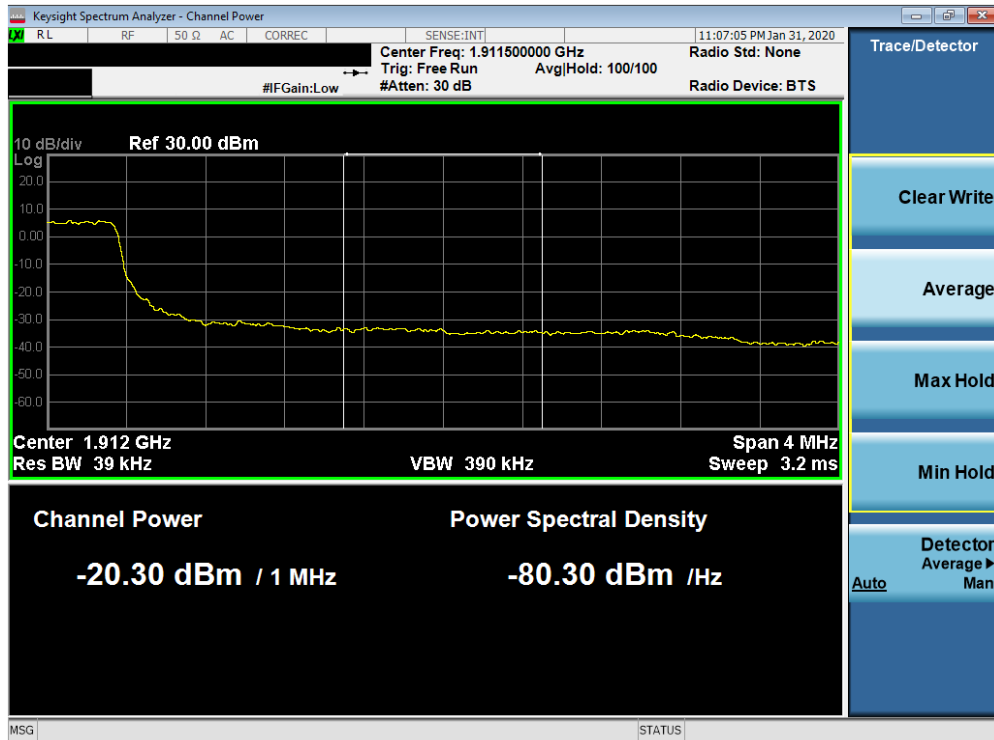 Keysight Spectrum Analyzer - Channel Power
LXI RL RF 50 Ω AC CORREC SENSE:INT 11:07:05 PM Jan 31, 2020
Center Freq: 1.911500000 GHz Radio Std: None
Trig: Free Run Avg|Hold: 100/100
#IFGain:Low #Atten: 30 dB Radio Device: BTS
10 dB/div Ref 30.00 dBm
Log
20.0
10.0
0.00
-10.0
-20.0
-30.0
-40.0
-50.0
-60.0
Center 1.912 GHz Span 4 MHz
Res BW 39 kHz VBW 390 kHz Sweep 3.2 ms
Channel Power Power Spectral Density
-20.30 dBm / 1 MHz -80.30 dBm /Hz
MSG STATUS
Trace/Detector
Clear Write
Average
Max Hold
Min Hold
Detector
Average
Auto Man